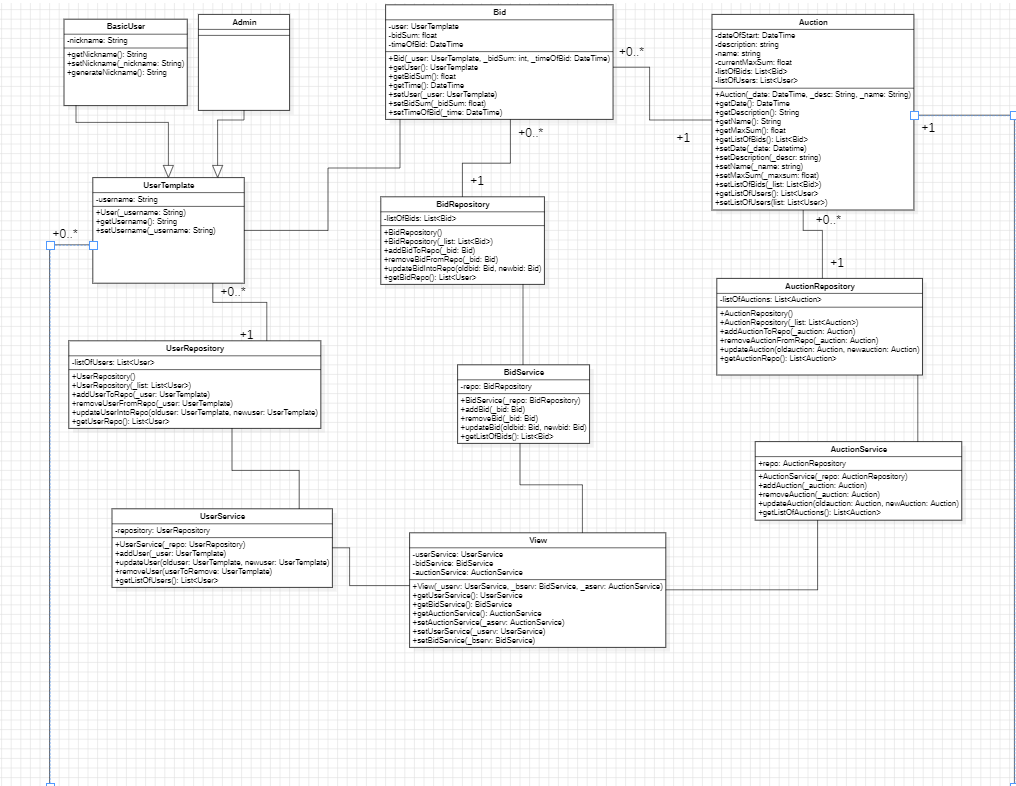 BasicUser
-nickname: String
+getNickname(): String
+setNickname(_nickname: String)
+generateNickname(): String
Admin
Bid
-user: UserTemplate
-bidSum: float
-timeOfBid: DateTime
+Bid(_user: UserTemplate, _bidSum: int, _timeOfBid: DateTime)
+getUser(): UserTemplate
+getBidSum(): float
+getTime(): DateTime
+setUser(_user: UserTemplate)
+setBidSum(_bidSum: float)
+setTimeOfBid(_time: DateTime)
+0..*
+1
Auction
-dateOfStart: DateTime
-description: string
-name: string
-currentMaxSum: float
-listOfBids: List<Bid>
-listOfUsers: List<User>
+Auction(_date: DateTime, _desc: String, _name: String)
+getDate(): DateTime
+getDescription(): String
+getName(): String
+getMaxSum(): float
+getListOfBids(): List<Bid>
+setDate(_date: Datetime)
+setDescription(_descr: string)
+setName(_name: string)
+setMaxSum(_maxsum: float)
+setListOfBids(_list: List<Bid>)
+getListOfUsers(): List<User>
+setListOfUsers(list: List<User>)
+1
+0..*
+1
UserTemplate
-username: String
+User(_username: String)
+getUsername(): String
+setUsername(_username: String)
+0..*
+0..*
+1
+0..*
+1
BidRepository
-listOfBids: List<Bid>
+BidRepository()
+BidRepository(_list: List<Bid>)
+addBidToRepo(_bid: Bid)
+removeBidFromRepo(_bid: Bid)
+updateBidIntoRepo(oldbid: Bid, newbid: Bid)
+getBidRepo(): List<User>
AuctionRepository
-listOfAuctions: List<Auction>
+AuctionRepository()
+AuctionRepository(_list: List<Auction>)
+addAuctionToRepo(_auction: Auction)
+removeAuctionFromRepo(_auction: Auction)
+updateAuction(oldauction: Auction, newauction: Auction)
+getAuctionRepo(): List<Auction>
UserRepository
-listOfUsers: List<User>
+UserRepository()
+UserRepository(_list: List<User>)
+addUserToRepo(_user: UserTemplate)
+removeUserFromRepo(_user: UserTemplate)
+updateUserIntoRepo(olduser: UserTemplate, newuser: UserTemplate)
+getUserRepo(): List<User>
BidService
-repo: BidRepository
+BidService(_repo: BidRepository)
+addBid(_bid: Bid)
+removeBid(_bid: Bid)
+updateBid(oldbid: Bid, newbid: Bid)
+getListOfBids(): List<Bid>
AuctionService
+repo: AuctionRepository
+AuctionService(_repo: AuctionRepository)
+addAuction(_auction: Auction)
+removeAuction(_auction: Auction)
+updateAuction(oldauction: Auction, newAuction: Auction)
+getListOfAuctions(): List<Auction>
UserService
-repository: UserRepository
+UserService(_repo: UserRepository)
+addUser(_user: UserTemplate)
+updateUser(olduser: UserTemplate, newuser: UserTemplate)
+removeUser(userToRemove: UserTemplate)
+getListOfUsers(): List<User>
View
-userService: UserService
-bidService: BidService
-auctionService: AuctionService
+View(_userv: UserService, _bserv: BidService, _aserv: AuctionService)
+getUserService(): UserService
+getBidService(): BidService
+getAuctionService(): AuctionService
+setAuctionService(_aserv: AuctionService)
+setUserService(_userv: UserService)
+setBidService(_bserv: BidService)